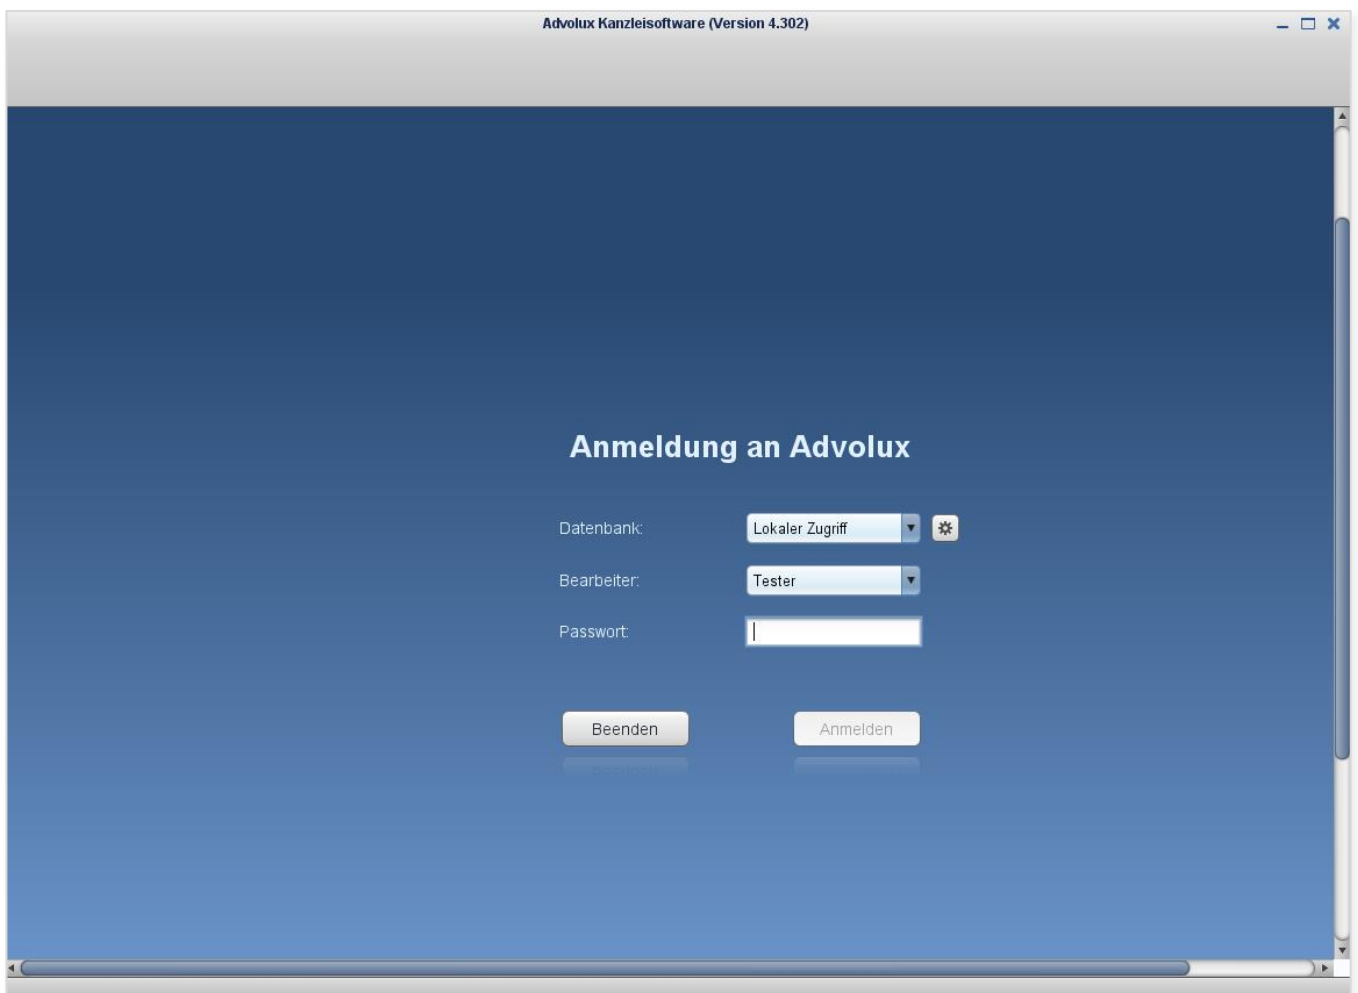 Advolux Kanzleisoftware (Version 4.302)
Anmeldung an Advolux
Datenbank: Lokaler Zugriff
Bearbeiter: Tester
Passwort:
Beenden Anmelden